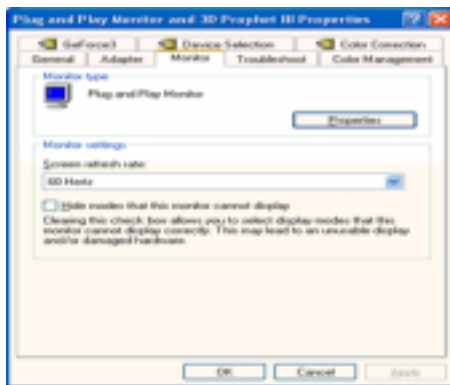 Plug and Play Monitor and 3D Prophet III Properties
GeForce3 Device Selection Color Correction
General Adapter Monitor Troubleshoot Color Management
Monitor type
Plug and Play Monitor
Properties
Monitor settings
Screen refresh rate:
60 Hertz
Hide modes that this monitor cannot display
Clearing this check box allows you to select display modes that this
monitor cannot display correctly. This may lead to an unusable display
and/or damaged hardware.
OK Cancel Apply